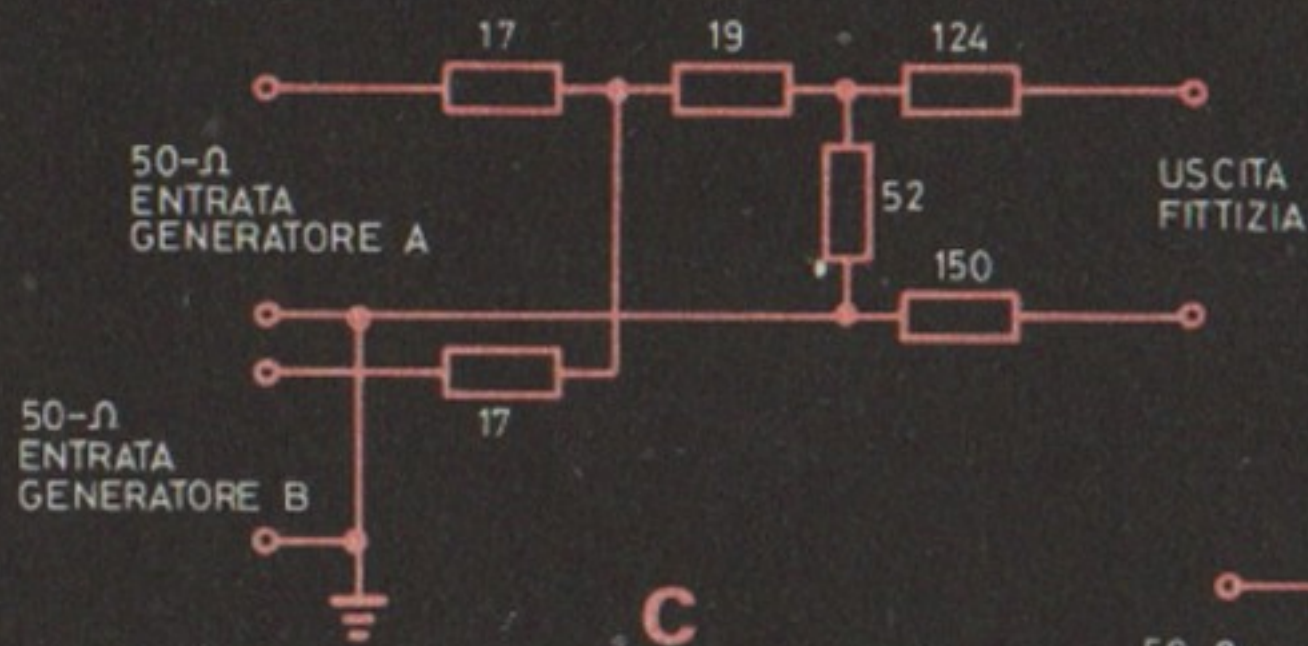 17
19
124
50-Ω
ENTRATA
GENERATORE A
52
USCITA
FITTIZIA
150
17
50-Ω
ENTRATA
GENERATORE B
C